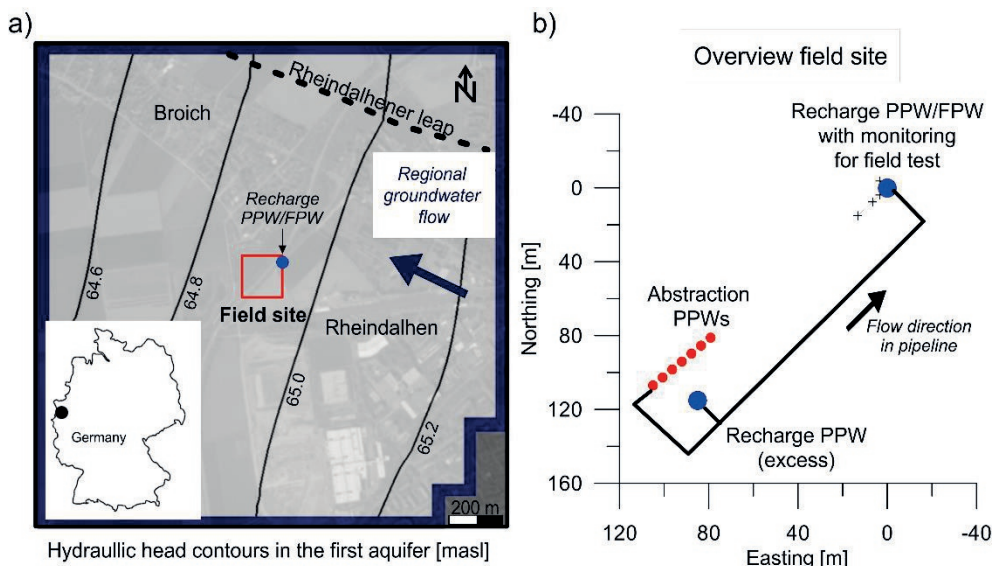 a)
Broich
Rheindalhener leap
N
Regional
groundwater
flow
Recharge
PPW/FPW
Field site
Rheindalhen
64.6
64.8
65.0
65.2
Germany
200 m
Hydraullic head contours in the first aquifer [masl]
b)
Overview field site
Recharge PPW/FPW
with monitoring
for field test
Abstraction
PPWs
Flow direction
in pipeline
Recharge PPW
(excess)
Northing [m]
-40
0
40
80
120
160
120
80
40
0
-40
Easting [m]